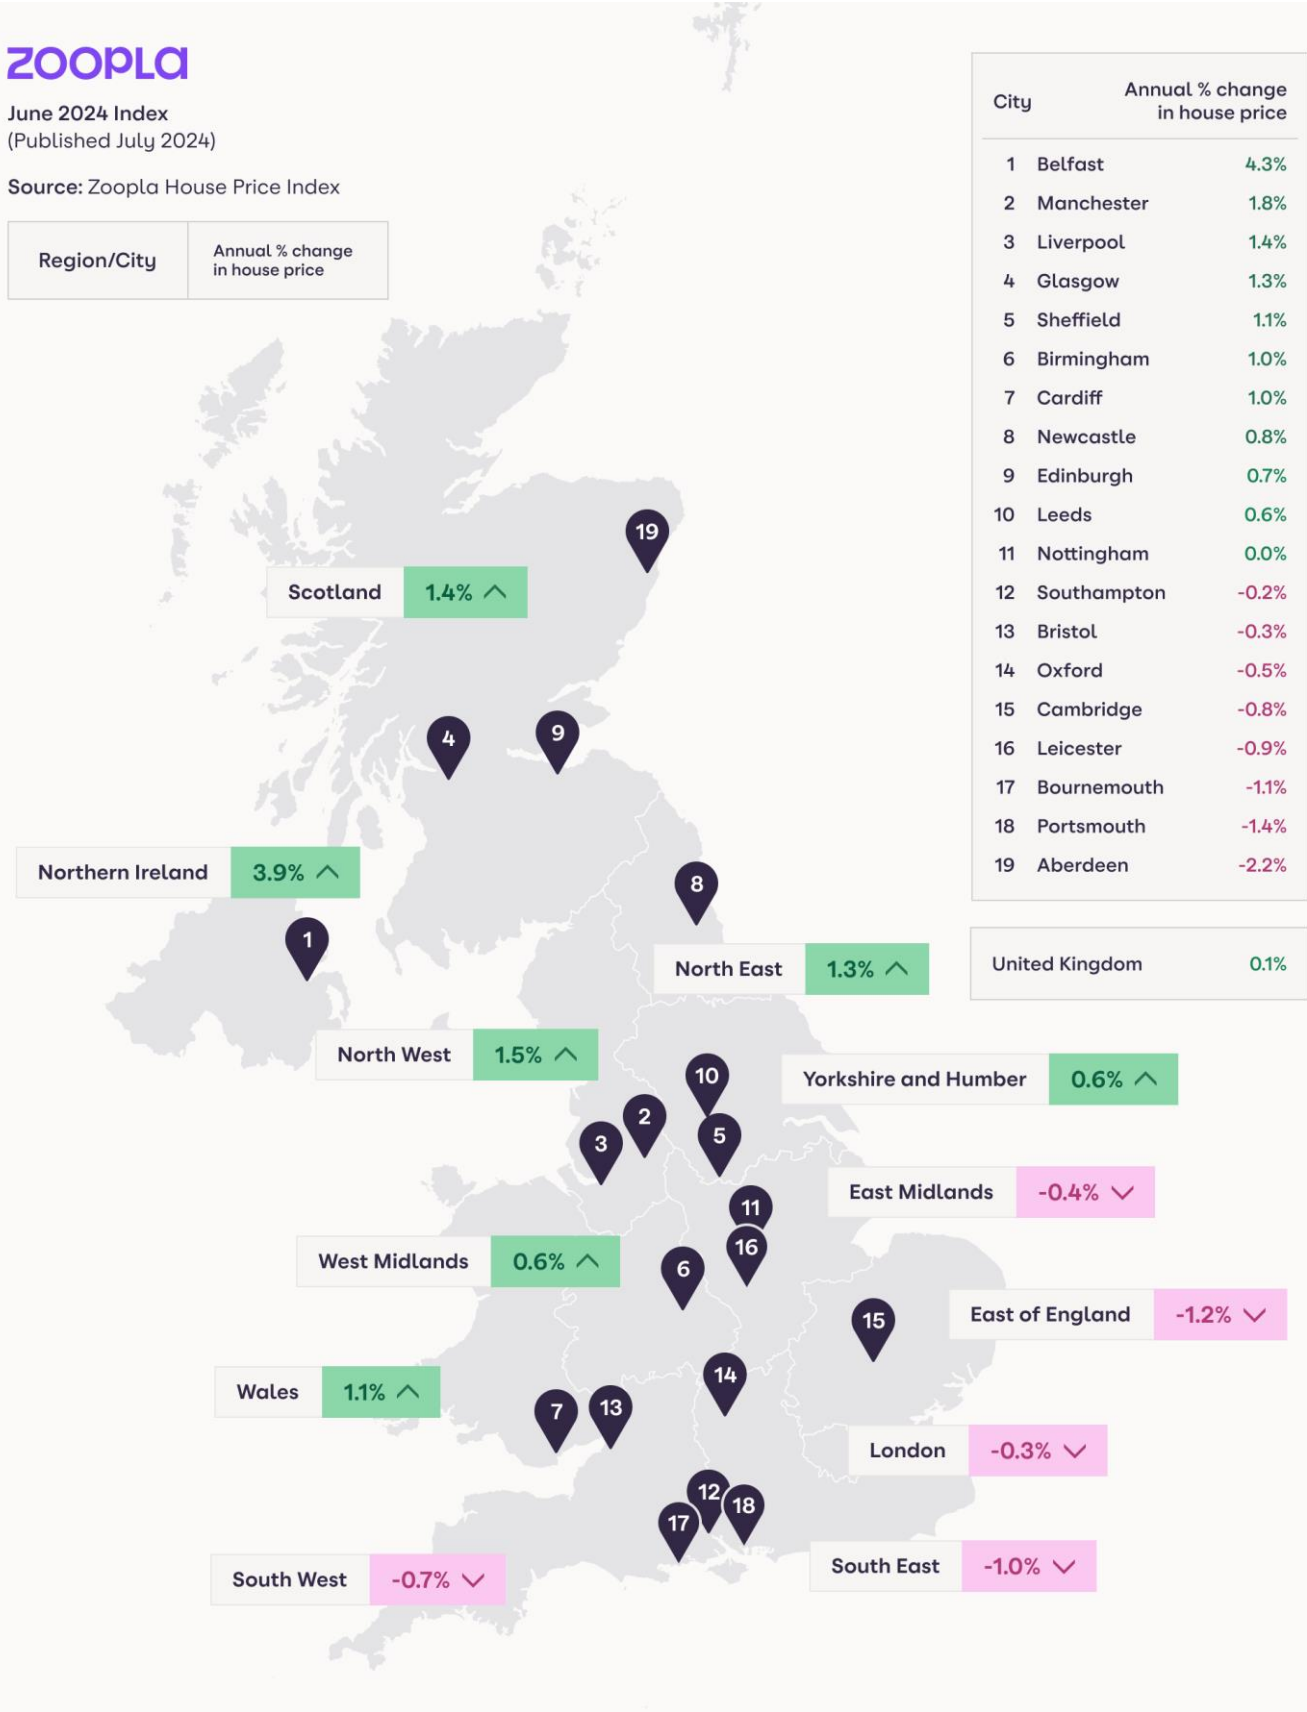 zoopla
June 2024 Index
(Published July 2024)
Source: Zoopla House Price Index
Region/City
Annual % change
in house price
City
Annual % change
in house price
1 Belfast 4.3%
2 Manchester 1.8%
3 Liverpool 1.4%
4 Glasgow 1.3%
5 Sheffield 1.1%
6 Birmingham 1.0%
7 Cardiff 1.0%
8 Newcastle 0.8%
9 Edinburgh 0.7%
10 Leeds 0.6%
11 Nottingham 0.0%
12 Southampton -0.2%
13 Bristol -0.3%
14 Oxford -0.5%
15 Cambridge -0.8%
16 Leicester -0.9%
17 Bournemouth -1.1%
18 Portsmouth -1.4%
19 Aberdeen -2.2%
United Kingdom 0.1%
19
Scotland 1.4%
4
9
Northern Ireland 3.9%
8
1
North East 1.3%
North West 1.5%
10
Yorkshire and Humber 0.6%
2
3
5
East Midlands -0.4%
11
16
West Midlands 0.6%
6
East of England -1.2%
15
14
Wales 1.1%
7
13
London -0.3%
12
18
17
South East -1.0%
South West -0.7%